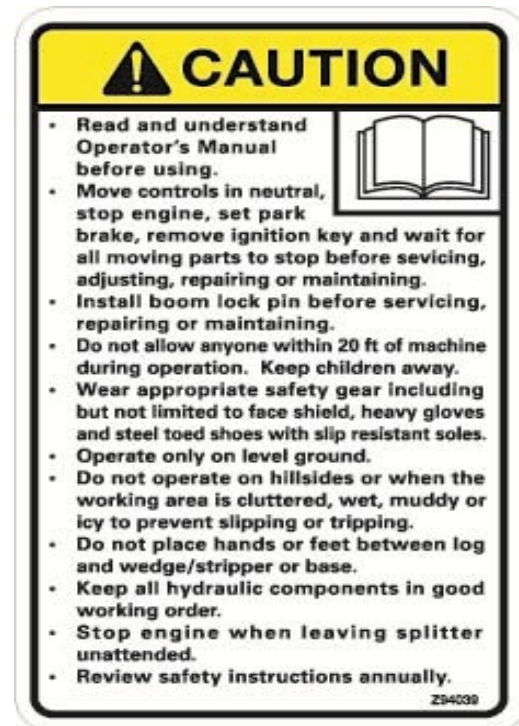 CAUTION
• Read and understand
Operator's Manual
before using.
• Move controls in neutral,
stop engine, set park
brake, remove ignition key and wait for
all moving parts to stop before sevicing,
adjusting, repairing or maintaining.
• Install boom lock pin before servicing,
repairing or maintaining.
• Do not allow anyone within 20 ft of machine
during operation. Keep children away.
• Wear appropriate safety gear including
but not limited to face shield, heavy gloves
and steel toed shoes with slip resistant soles.
• Operate only on level ground.
• Do not operate on hillsides or when the
working area is cluttered, wet, muddy or
icy to prevent slipping or tripping.
• Do not place hands or feet between log
and wedge/stripper or base.
• Keep all hydraulic components in good
working order.
• Stop engine when leaving splitter
unattended.
• Review safety instructions annually.
Z94039